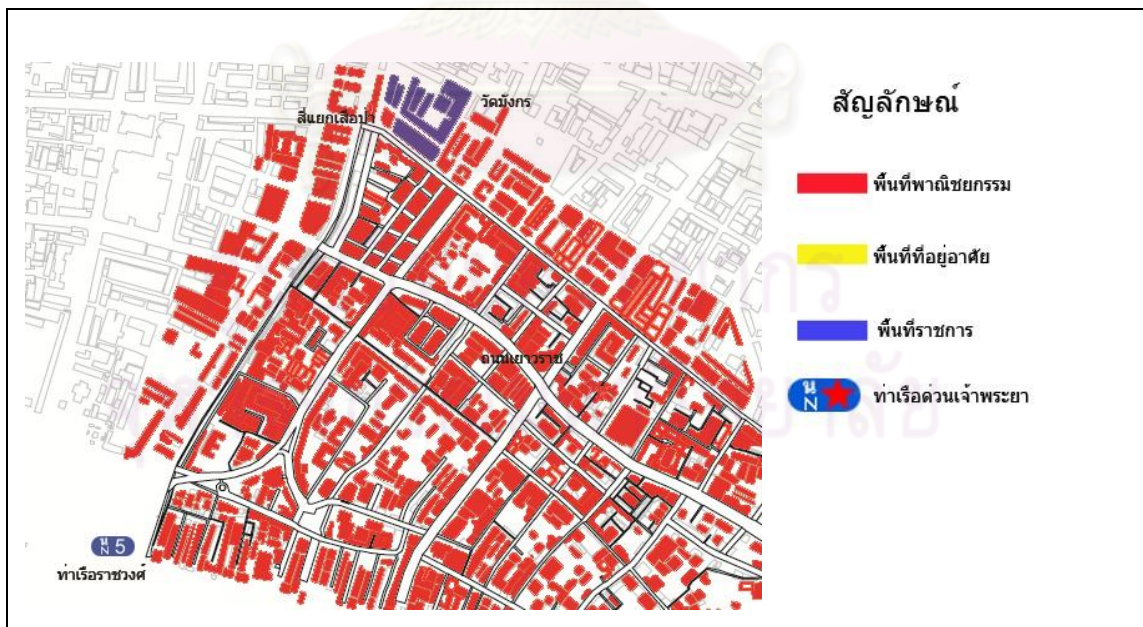 วัดมังกร
สี่แยกเสือป่า
ถนนเยาวราช
น
N 5
ท่าเรือราชวงศ์
สัญลักษณ์
พื้นที่พาณิชยกรรม
พื้นที่ที่อยู่อาศัย
พื้นที่ราชการ
น
N
ท่าเรือด่วนเจ้าพระยา